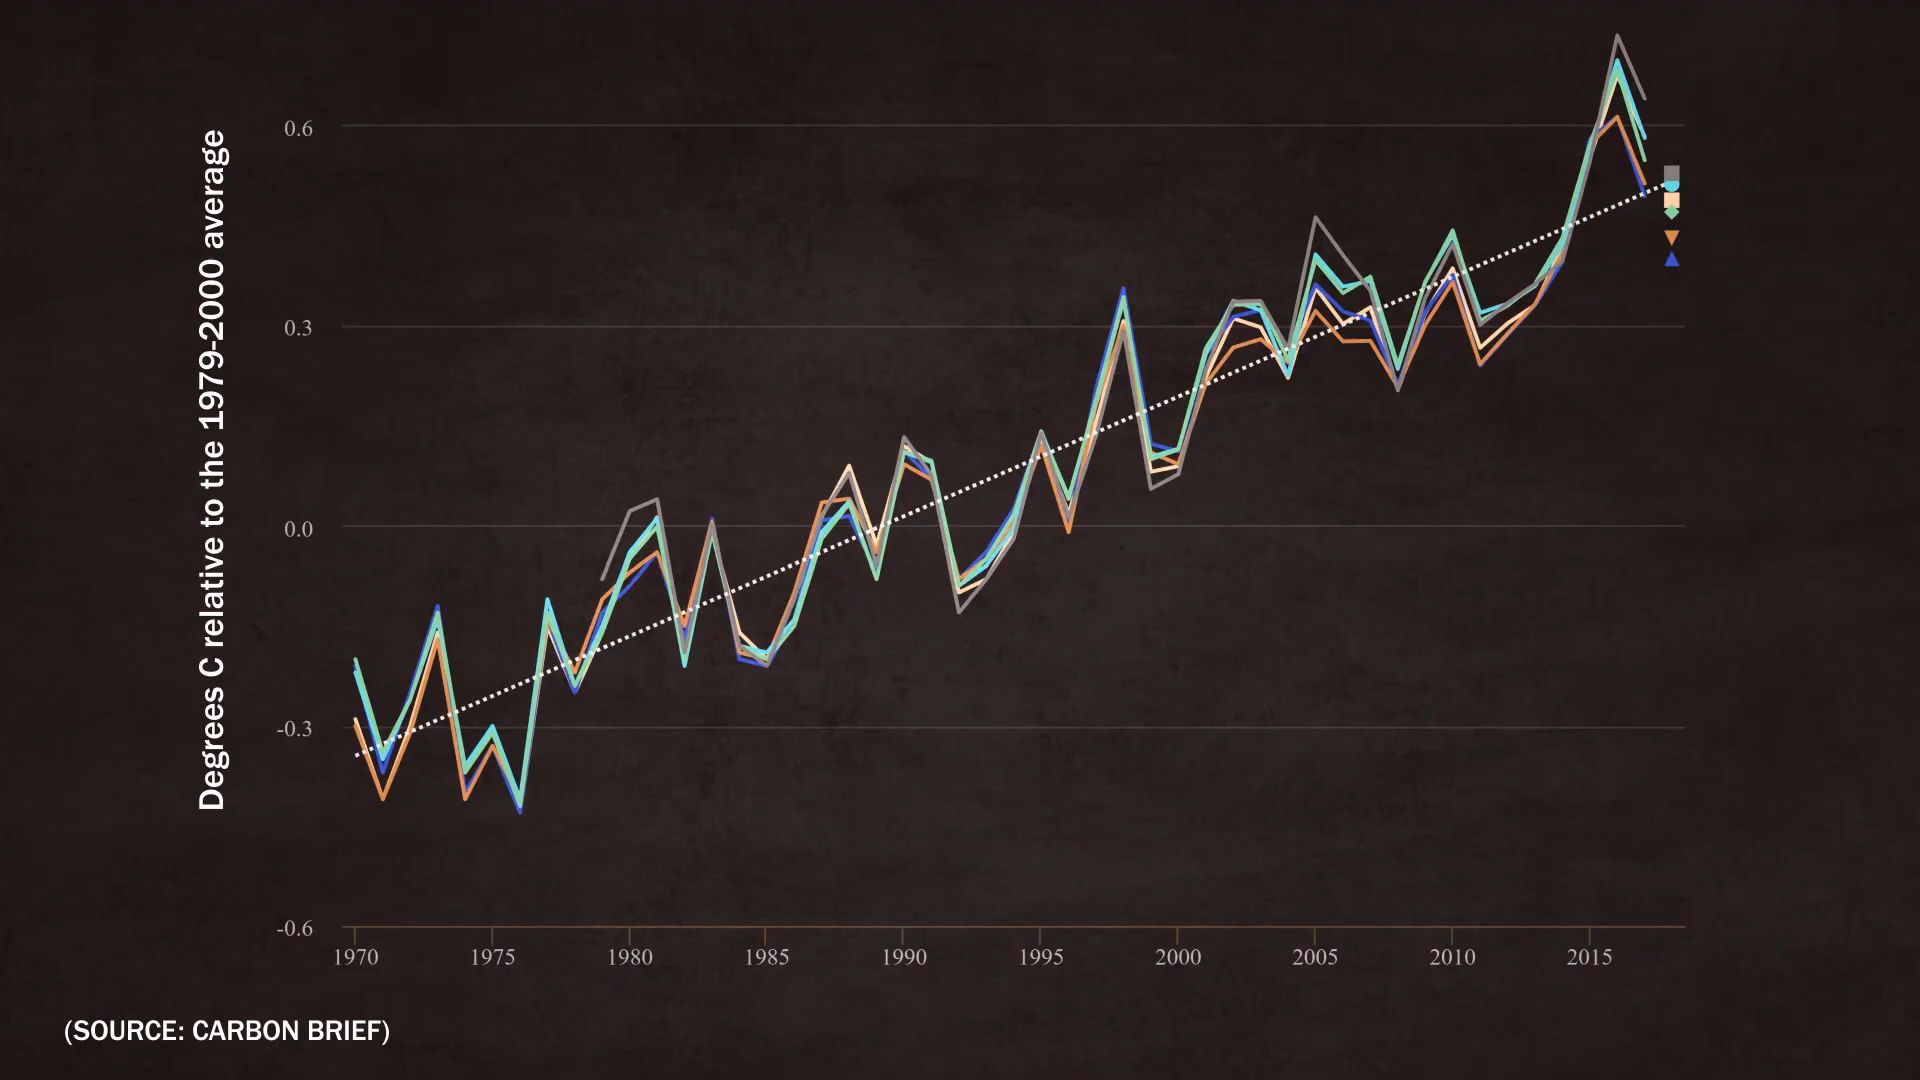 Degrees C relative to the 1979-2000 average
0.6
0.3
0.0
-0.3
-0.6
1970 1975 1980 1985 1990 1995 2000 2005 2010 2015
(SOURCE: CARBON BRIEF)